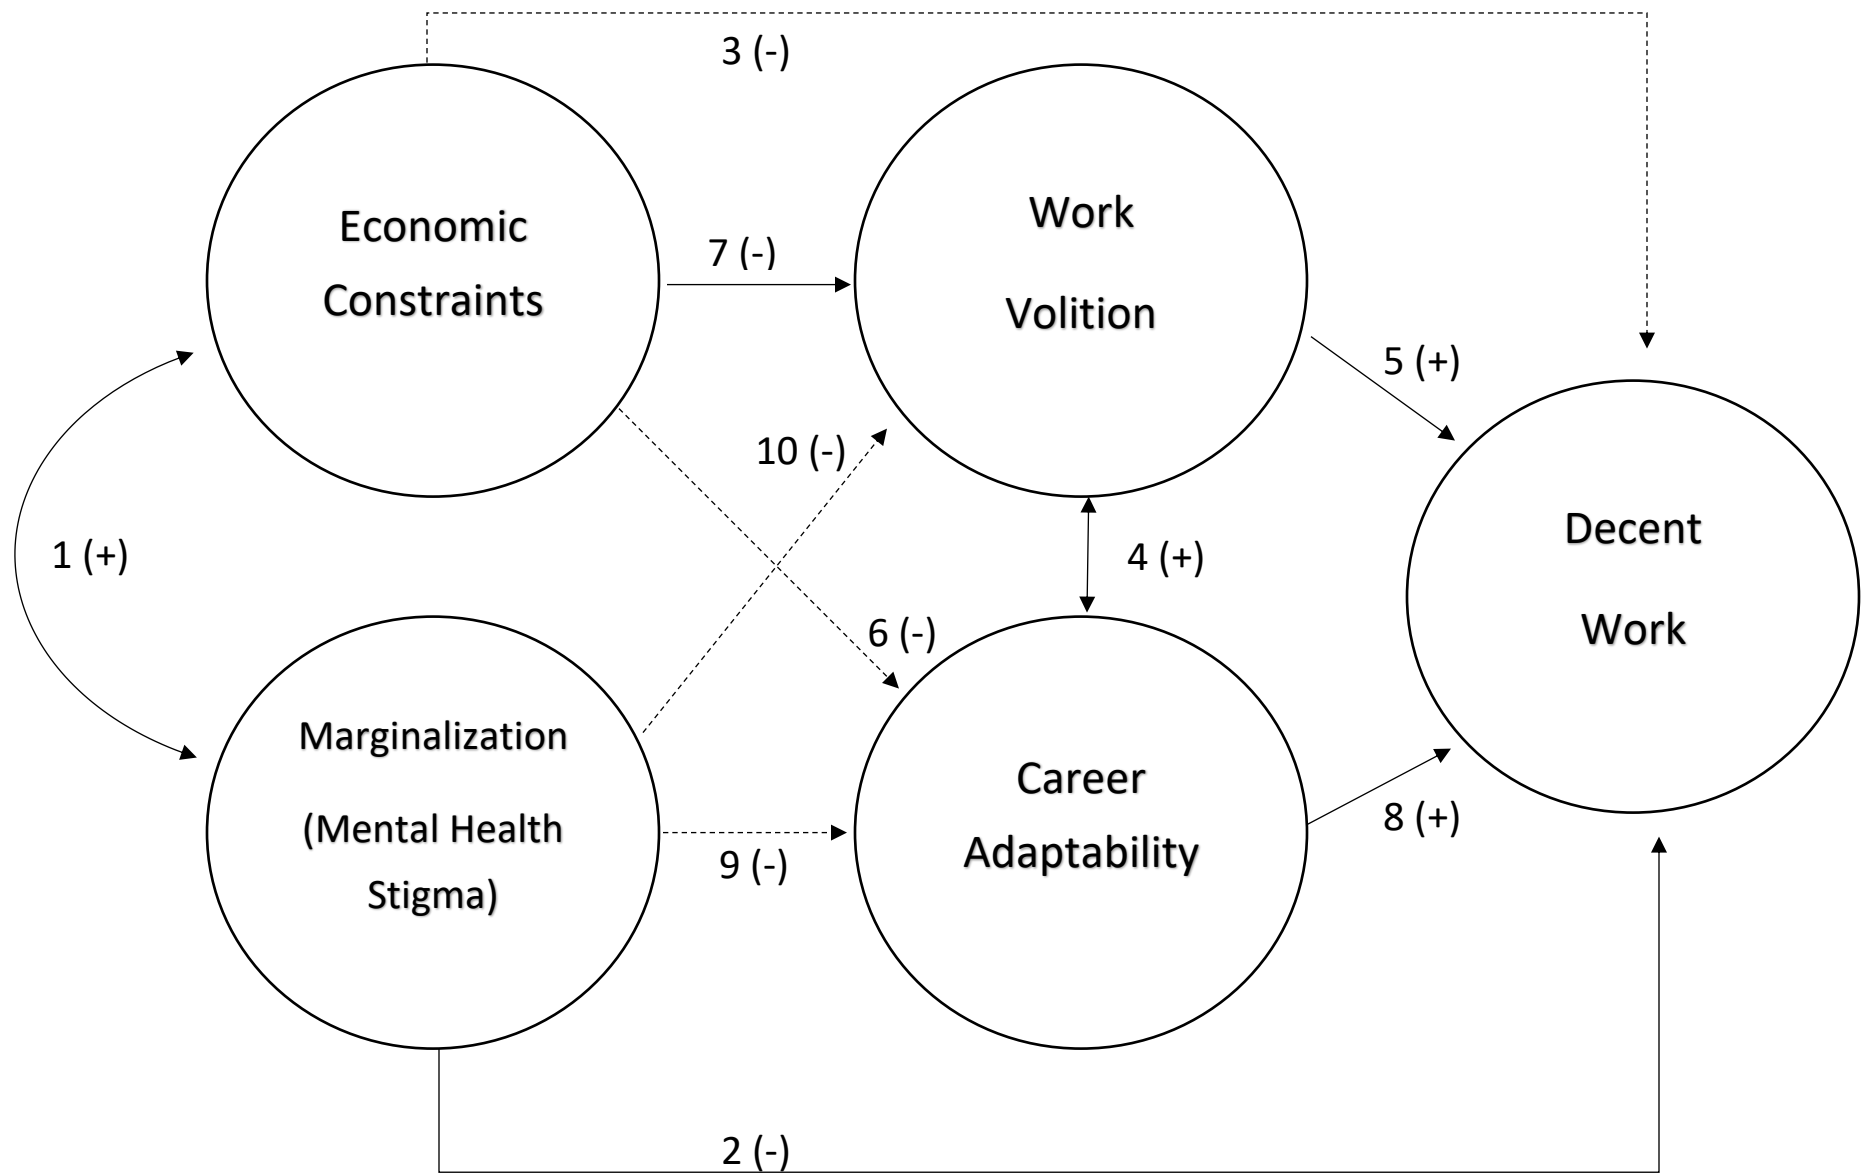 3 (-)
Economic
Constraints
7 (-)
Work
Volition
5 (+)
10 (-)
1 (+)
4 (+)
6 (-)
Decent
Work
Marginalization
(Mental Health
Stigma)
9 (-)
Career
Adaptability
8 (+)
2 (-)